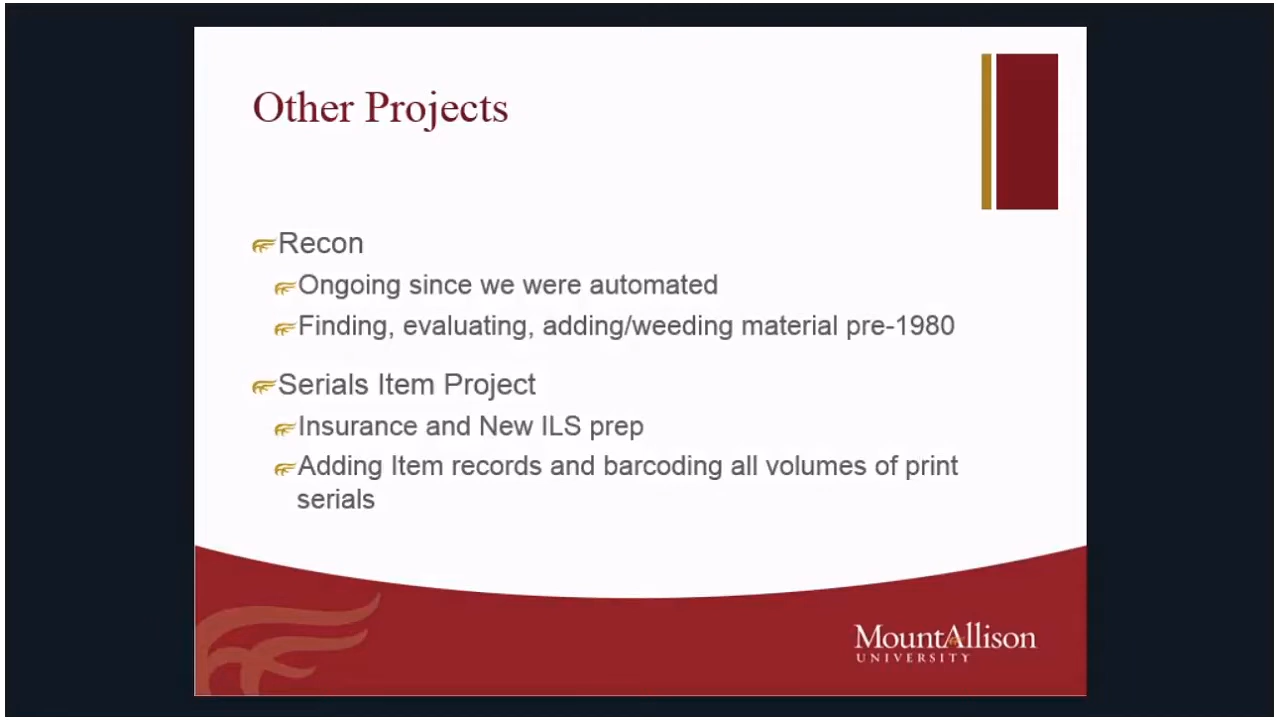 Other Projects
Recon
Ongoing since we were automated
Finding, evaluating, adding/weeding material pre-1980
Serials Item Project
Insurance and New ILS prep
Adding Item records and barcoding all volumes of print
serials
MountAllison
UNIVERSITY